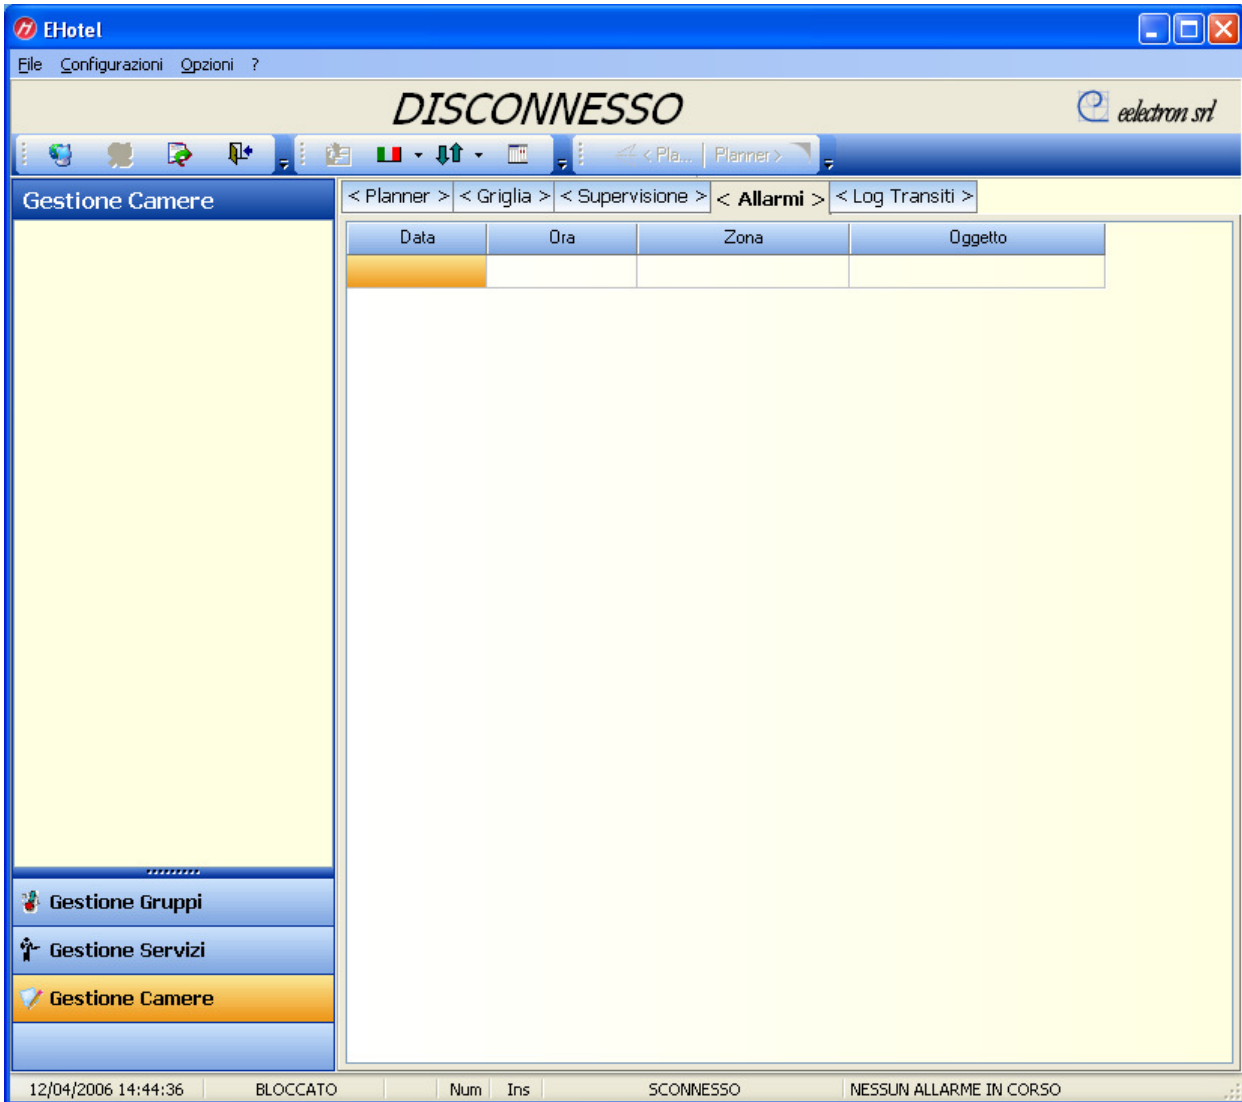 EHotel
File Configurazioni Opzioni ?
DISCONNESSO
eelectron srl
< Pla... Planner >
Gestione Camere
< Planner > < Griglia > < Supervisione > < Allarmi > < Log Transiti >
Data Ora Zona Oggetto
Gestione Gruppi
Gestione Servizi
Gestione Camere
12/04/2006 14:44:36 BLOCCATO Num Ins SCONNESSO NESSUN ALLARME IN CORSO